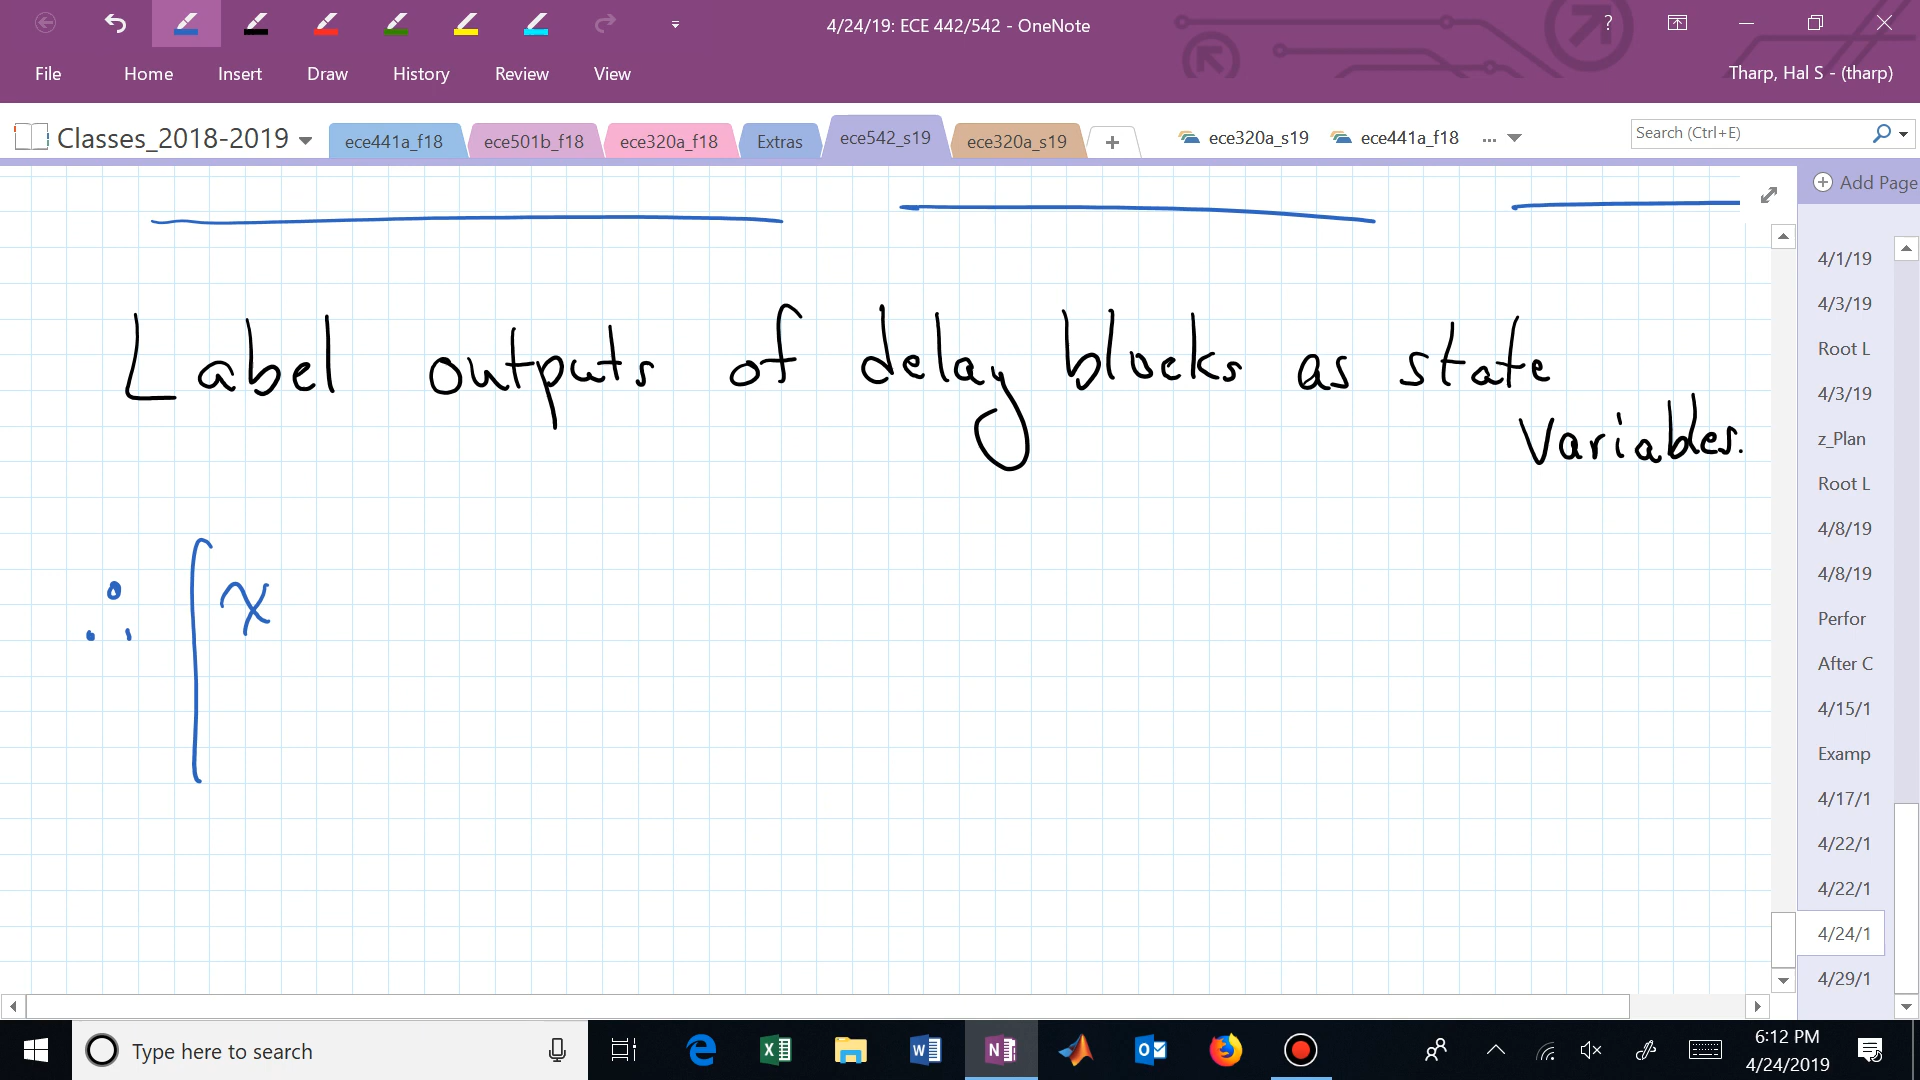 4/24/19: ECE 442/542 - OneNote
?
File Home Insert Draw History Review View
Tharp, Hal S - (tharp)
Classes_2018-2019
ece441a_f18 ece501b_f18 ece320a_f18 Extras ece542_s19 ece320a_s19 +
ece320a_s19 ece441a_f18 ...
Search (Ctrl+E)
Add Page
4/1/19
4/3/19
Root L
4/3/19
z_Plan
Root L
4/8/19
4/8/19
Perfor
After C
4/15/1
Examp
4/17/1
4/22/1
4/22/1
4/24/1
4/29/1
Label outputs of delay blocks as state
variables.
∴ [ x
Type here to search
6:12 PM
4/24/2019